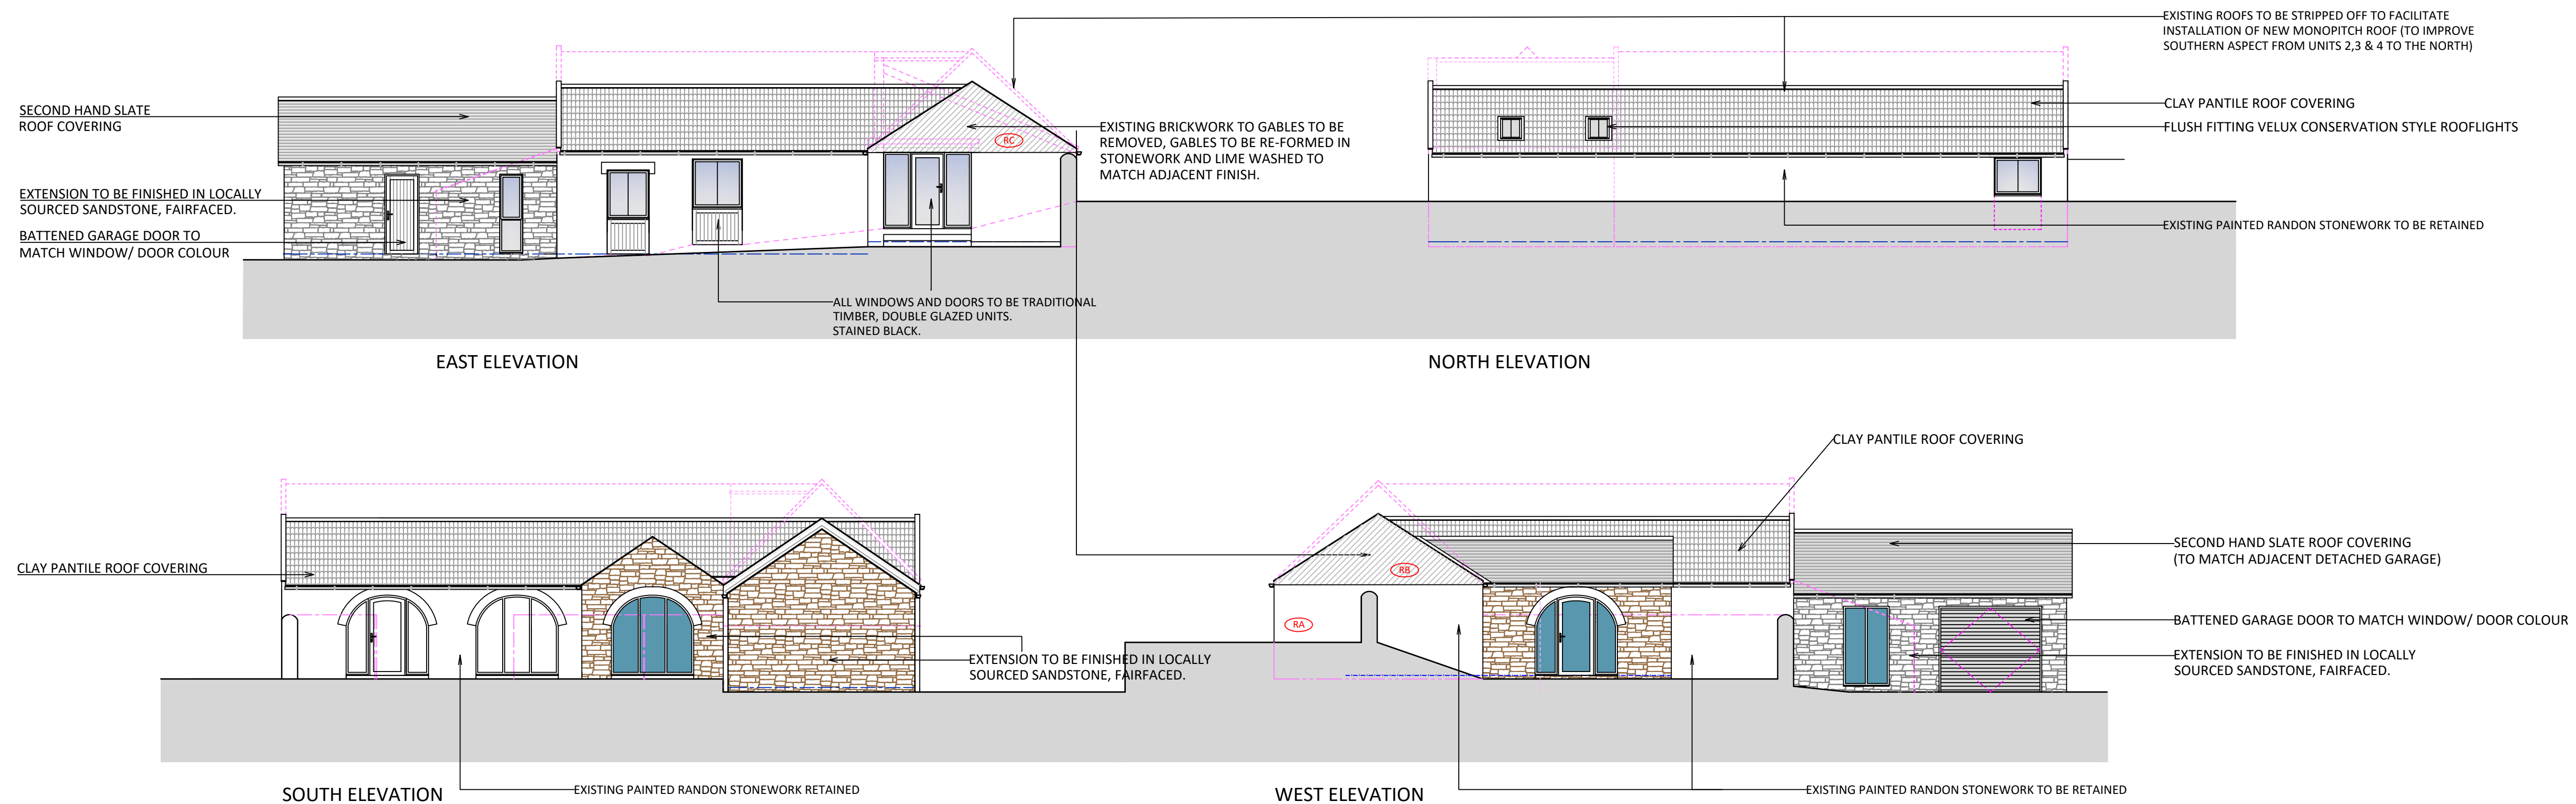 EXISTING ROOFS TO BE STRIPPED OFF TO FACILITATE
INSTALLATION OF NEW MONOPITCH ROOF (TO IMPROVE
SOUTHERN ASPECT FROM UNITS 2,3 & 4 TO THE NORTH)
SECOND HAND SLATE
ROOF COVERING
EXTENSION TO BE FINISHED IN LOCALLY
SOURCED SANDSTONE, FAIRFACED.
BATTENED GARAGE DOOR TO
MATCH WINDOW/ DOOR COLOUR
RC
EXISTING BRICKWORK TO GABLES TO BE
REMOVED, GABLES TO BE RE-FORMED IN
STONEWORK AND LIME WASHED TO
MATCH ADJACENT FINISH.
ALL WINDOWS AND DOORS TO BE TRADITIONAL
TIMBER, DOUBLE GLAZED UNITS.
STAINED BLACK.
EAST ELEVATION
CLAY PANTILE ROOF COVERING
FLUSH FITTING VELUX CONSERVATION STYLE ROOFLIGHTS
EXISTING PAINTED RANDON STONEWORK TO BE RETAINED
NORTH ELEVATION
CLAY PANTILE ROOF COVERING
EXTENSION TO BE FINISHED IN LOCALLY
SOURCED SANDSTONE, FAIRFACED.
EXISTING PAINTED RANDON STONEWORK RETAINED
SOUTH ELEVATION
CLAY PANTILE ROOF COVERING
RB
RA
SECOND HAND SLATE ROOF COVERING
(TO MATCH ADJACENT DETACHED GARAGE)
BATTENED GARAGE DOOR TO MATCH WINDOW/ DOOR COLOUR
EXTENSION TO BE FINISHED IN LOCALLY
SOURCED SANDSTONE, FAIRFACED.
EXISTING PAINTED RANDON STONEWORK TO BE RETAINED
WEST ELEVATION